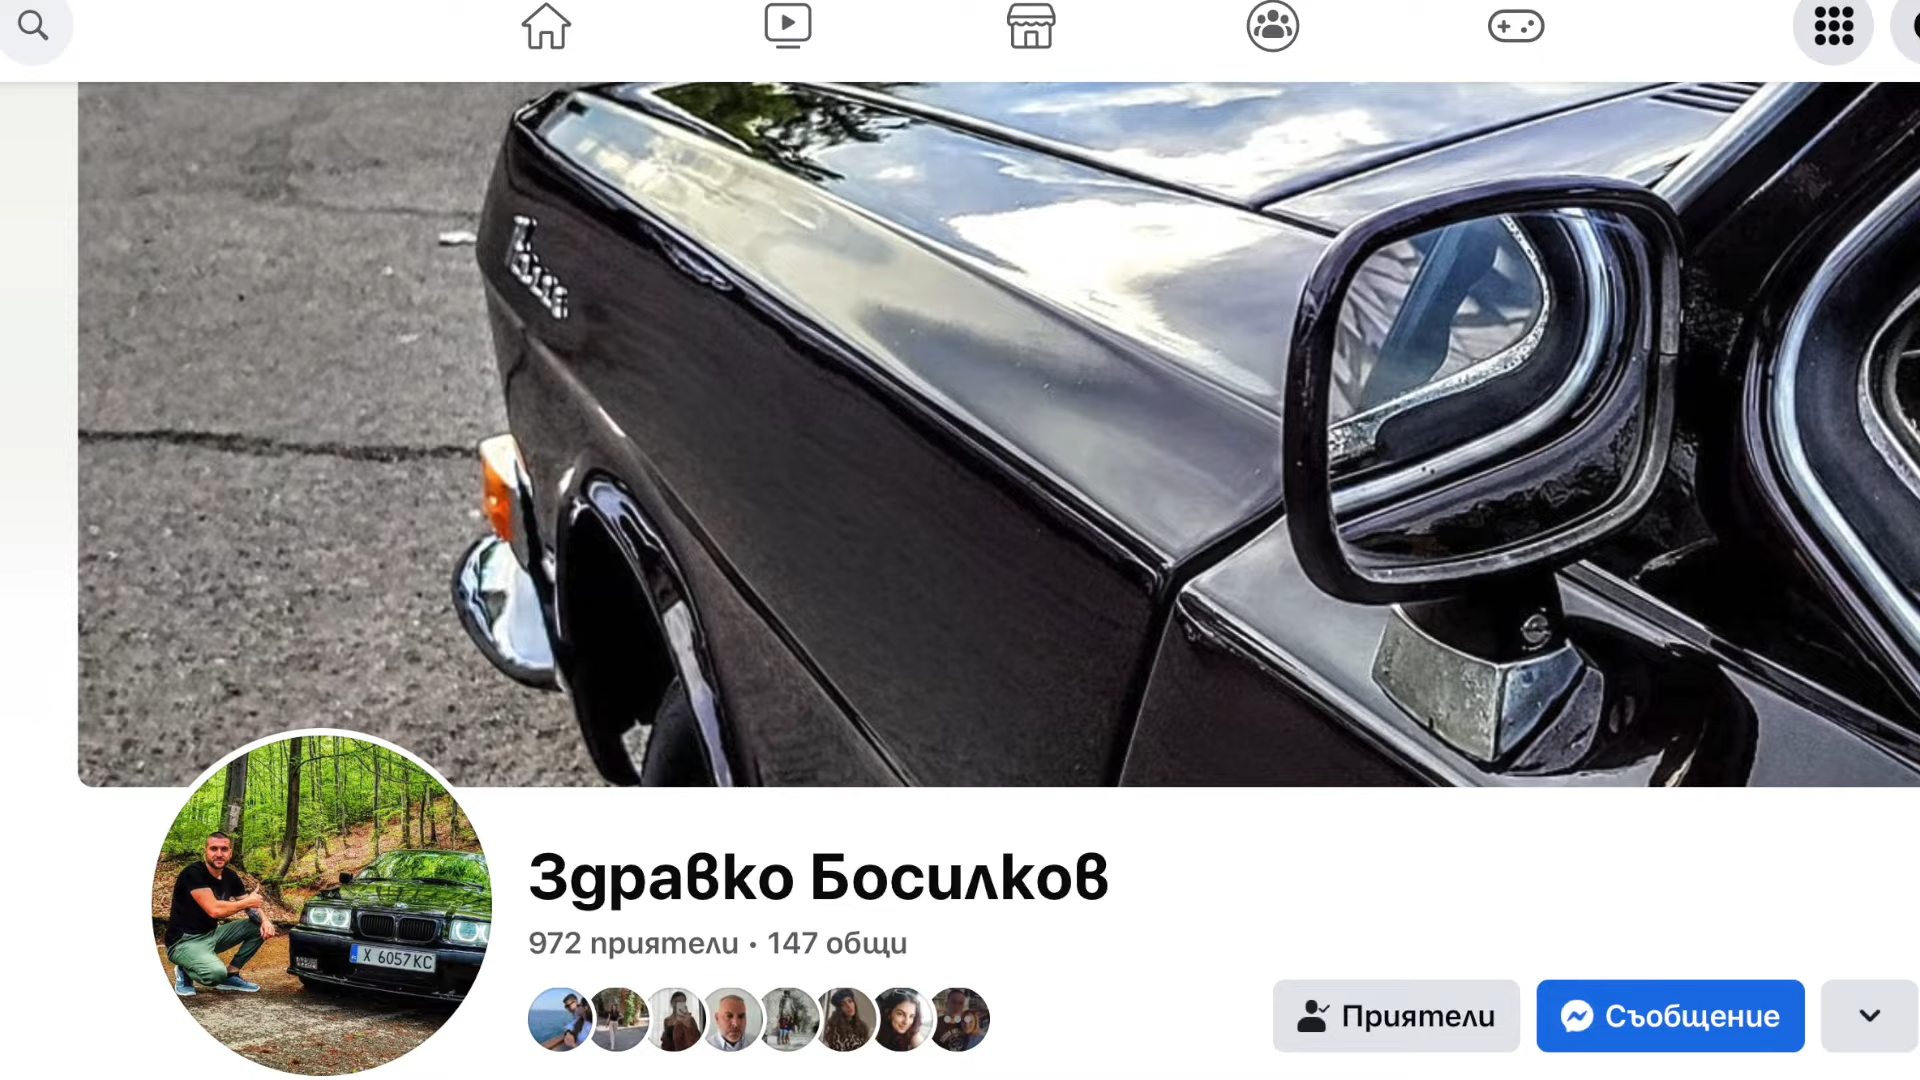 Здравко Босилков
972 приятели • 147 общи
Приятели
Съобщение
X 6057 KC